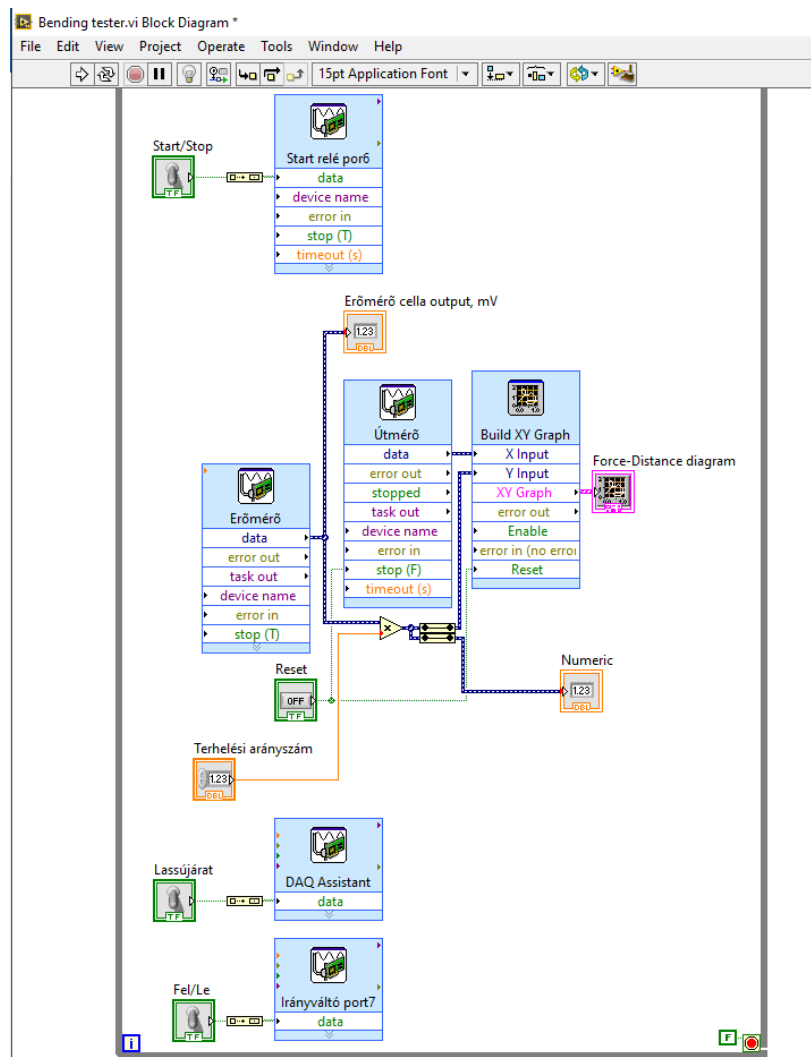 Bending tester.vi Block Diagram *
File Edit View Project Operate Tools Window Help
15pt Application Font
Start/Stop
TF
Start relé por6
data
device name
error in
stop (T)
timeout (s)
Erőmérő cella output, mV
1.23
DBL
Útmérő
data
error out
stopped
task out
device name
error in
stop (F)
timeout (s)
Build XY Graph
X Input
Y Input
XY Graph
error out
Enable
error in (no error
Reset
Force-Distance diagram
Erőmérő
data
error out
task out
device name
error in
stop (T)
Reset
OFF
TF
Numeric
1.23
DBL
Terhelési arányszám
1.23
DBL
Lassújárat
TF
DAQ Assistant
data
Fel/Le
TF
Irányváltó port7
data
i
F